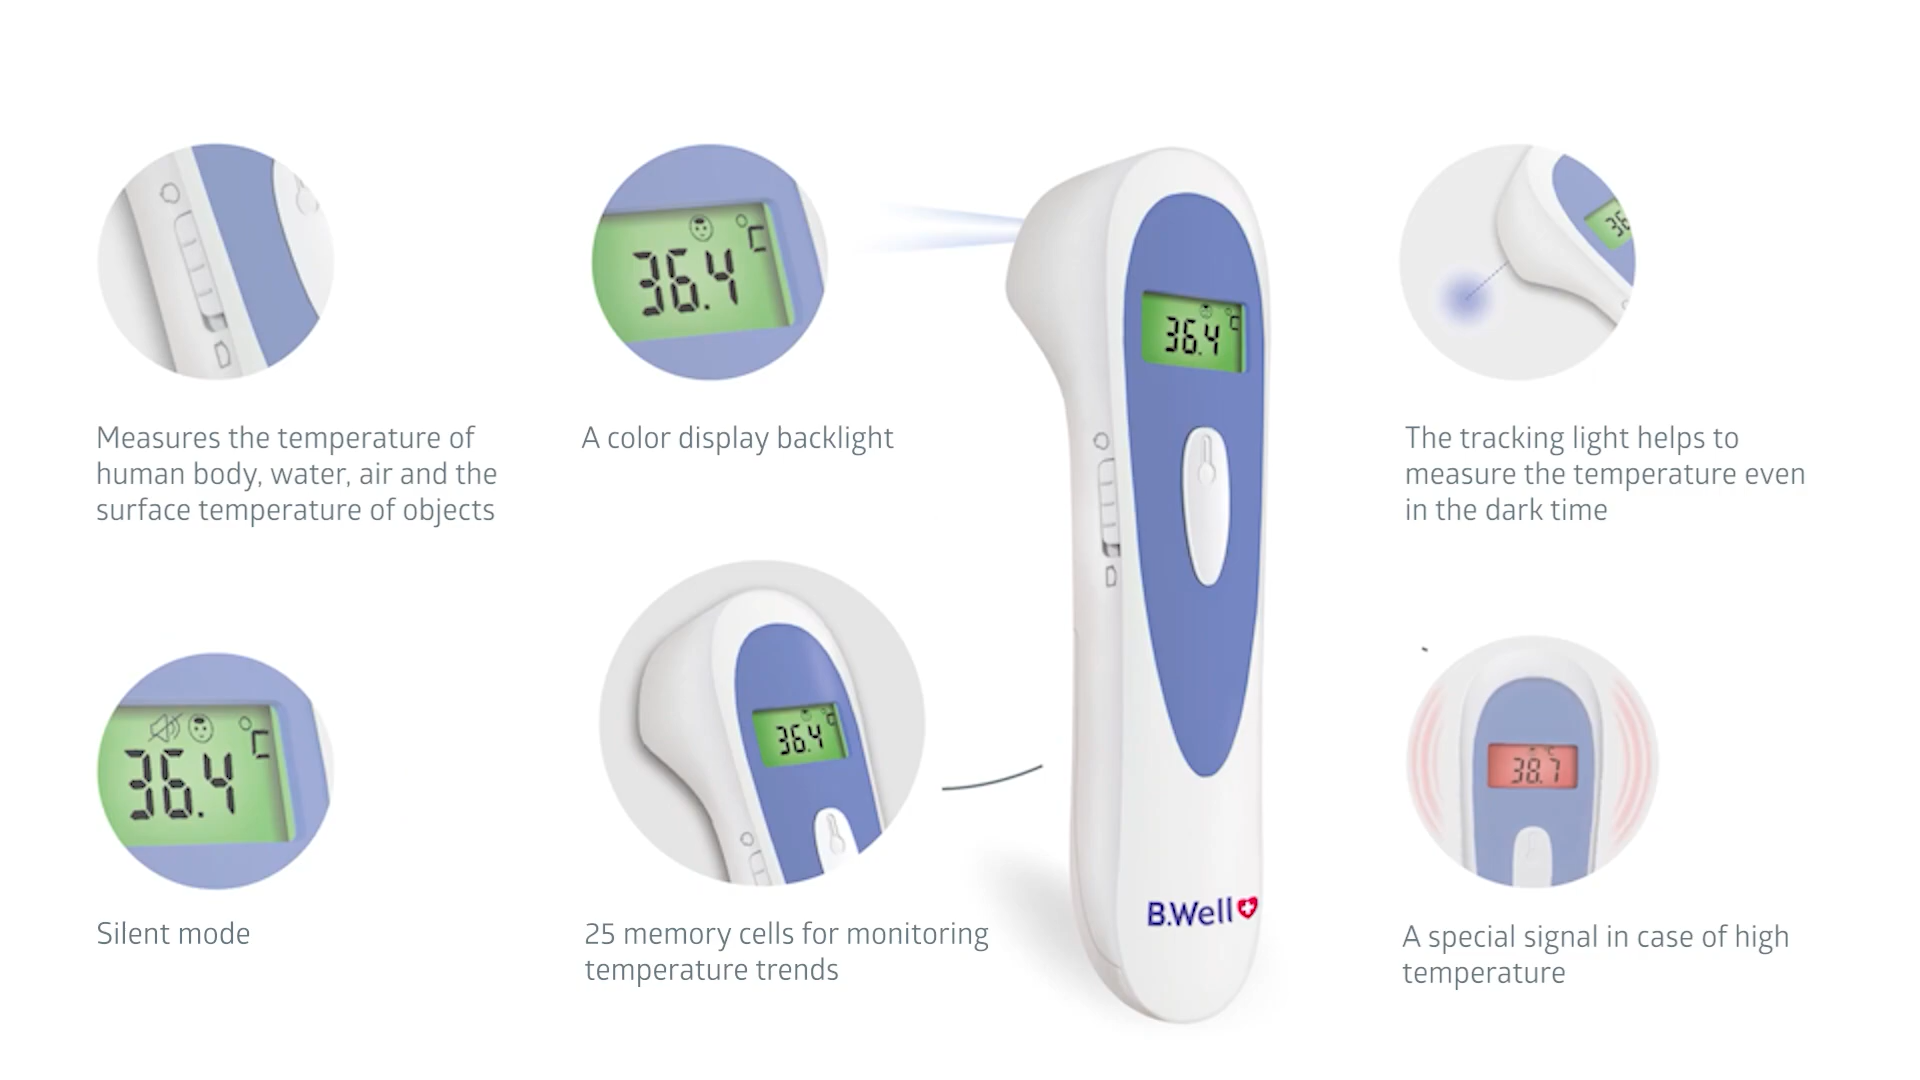 36.4 °C
36.4 °C
36.4 °C
36
Measures the temperature of
human body, water, air and the
surface temperature of objects
A color display backlight
The tracking light helps to
measure the temperature even
in the dark time
36.4 °C
36.4 °C
38.7 °C
B.Well
Silent mode
25 memory cells for monitoring
temperature trends
A special signal in case of high
temperature